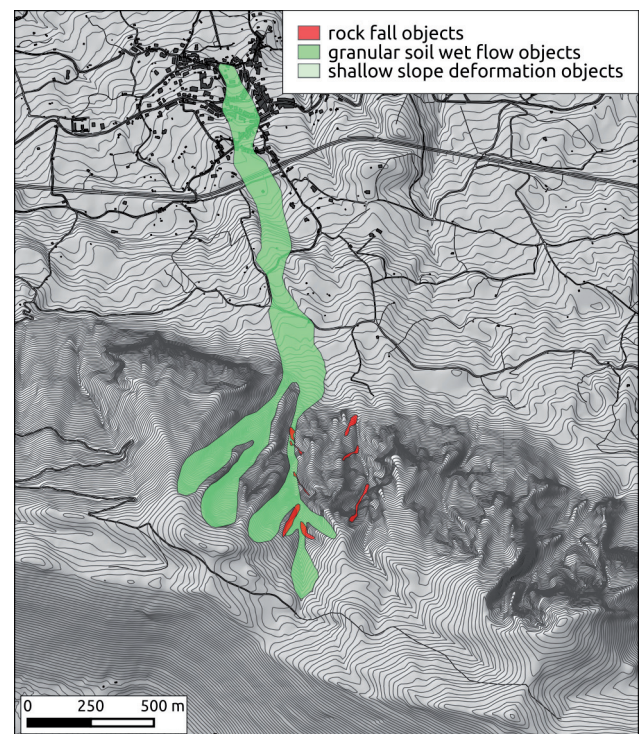 rock fall objects
granular soil wet flow objects
shallow slope deformation objects
0 250 500 m